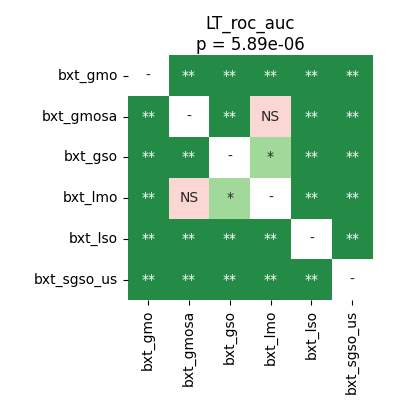 LT_roc_auc
p = 5.89e-06
bxt_gmo - ** ** ** ** **
bxt_gmosa ** - ** NS ** **
bxt_gso ** ** - * ** **
bxt_lmo ** NS * - ** **
bxt_lso ** ** ** ** - **
bxt_sgso_us ** ** ** ** ** -
bxt_gmo
bxt_gmosa
bxt_gso
bxt_lmo
bxt_lso
bxt_sgso_us